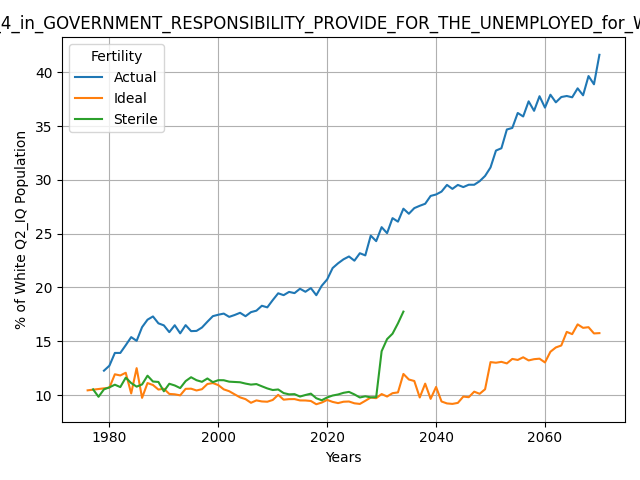 _4_in_GOVERNMENT_RESPONSIBILITY_PROVIDE_FOR_THE_UNEMPLOYED_for_W
Fertility
Actual
Ideal
Sterile
% of White Q2_IQ Population
40
35
30
25
20
15
10
1980
2000
2020
2040
2060
Years